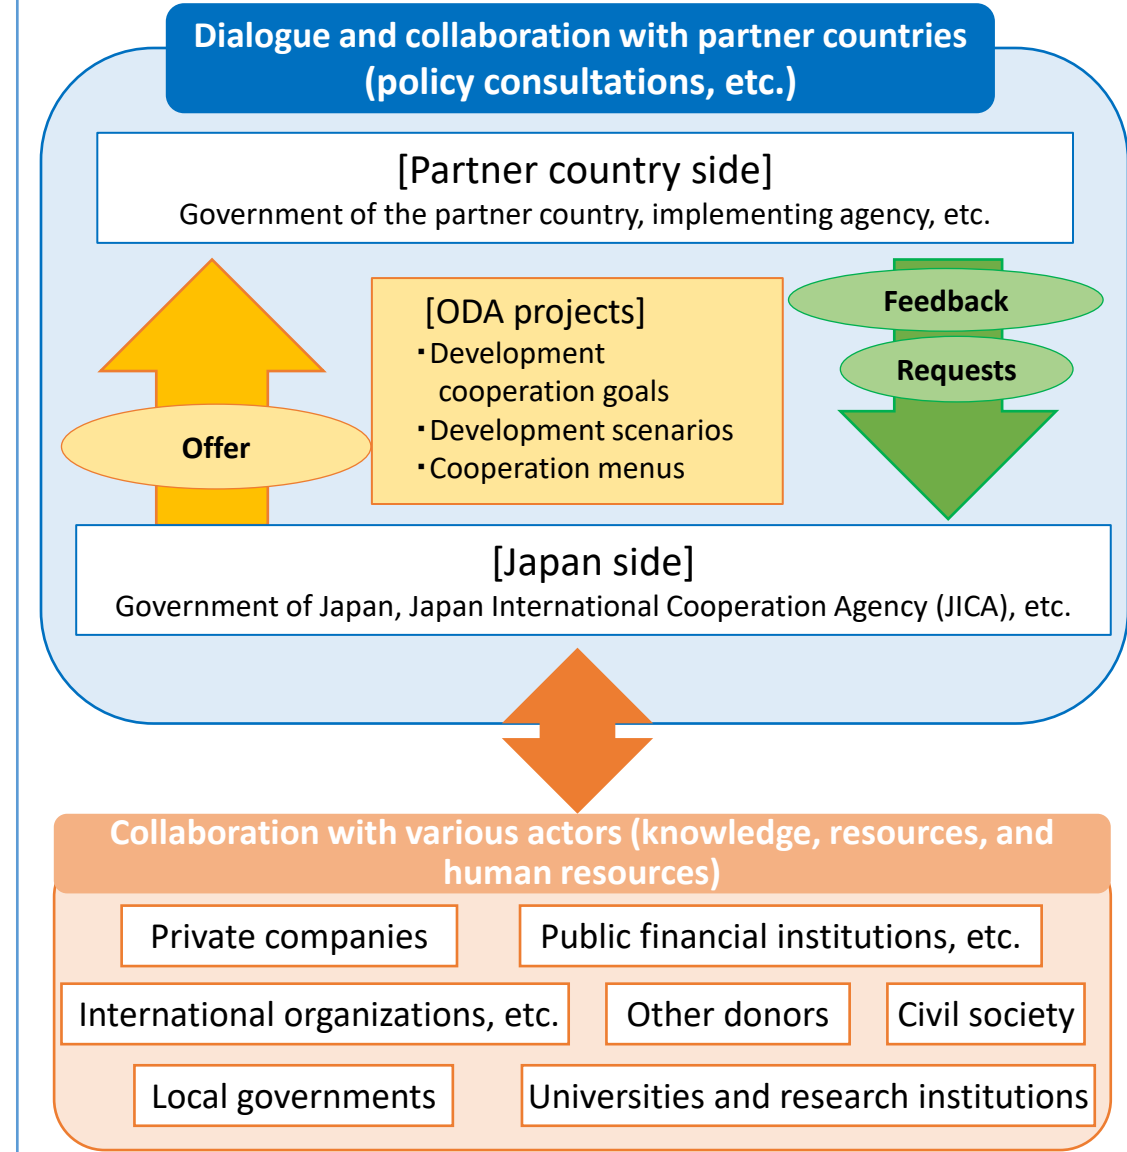 Dialogue and collaboration with partner countries
(policy consultations, etc.)
[Partner country side]
Government of the partner country, implementing agency, etc.
Offer
[ODA projects]
・Development
cooperation goals
・Development scenarios
・Cooperation menus
Feedback
Requests
[Japan side]
Government of Japan, Japan International Cooperation Agency (JICA), etc.
Collaboration with various actors (knowledge, resources, and
human resources)
Private companies
Public financial institutions, etc.
International organizations, etc.
Other donors
Civil society
Local governments
Universities and research institutions